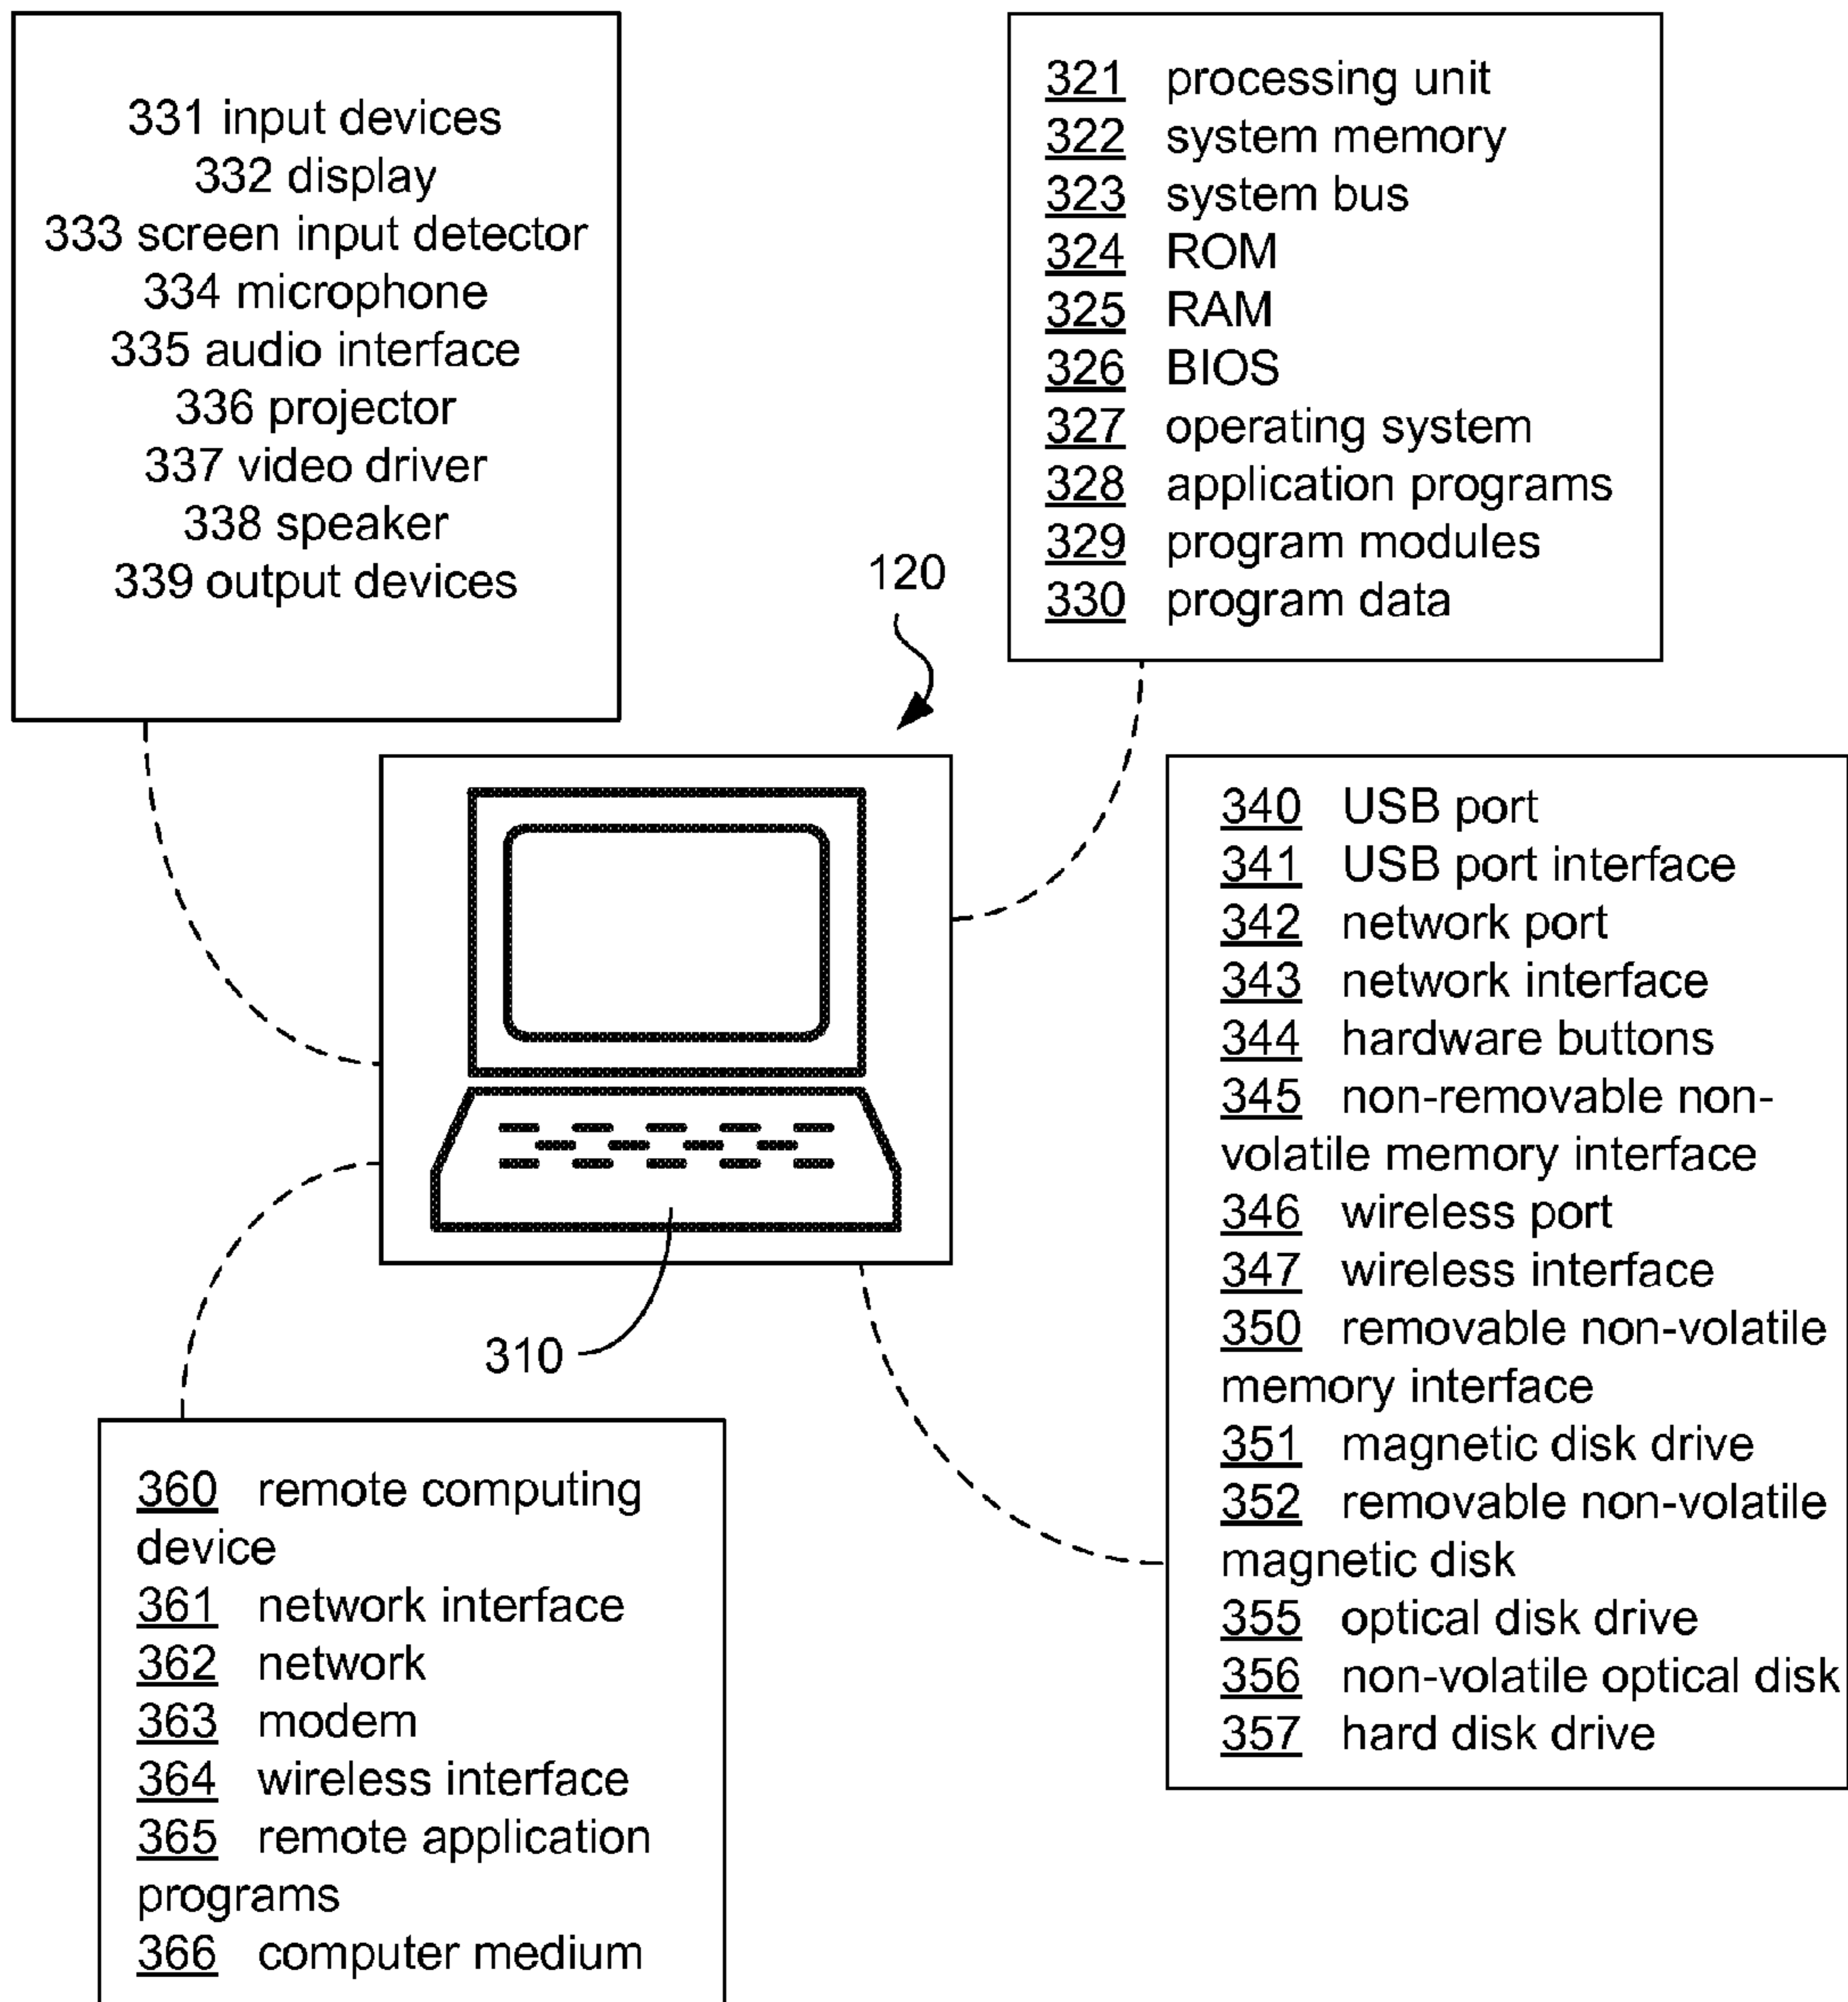 331 input devices
332 display
333 screen input detector
334 microphone
335 audio interface
336 projector
337 video driver
338 speaker
339 output devices
321 processing unit
322 system memory
323 system bus
324 ROM
325 RAM
326 BIOS
327 operating system
328 application programs
329 program modules
330 program data
120
310
340 USB port
341 USB port interface
342 network port
343 network interface
344 hardware buttons
345 non-removable non-
volatile memory interface
346 wireless port
347 wireless interface
350 removable non-volatile
memory interface
351 magnetic disk drive
352 removable non-volatile
magnetic disk
355 optical disk drive
356 non-volatile optical disk
357 hard disk drive
360 remote computing
device
361 network interface
362 network
363 modem
364 wireless interface
365 remote application
programs
366 computer medium